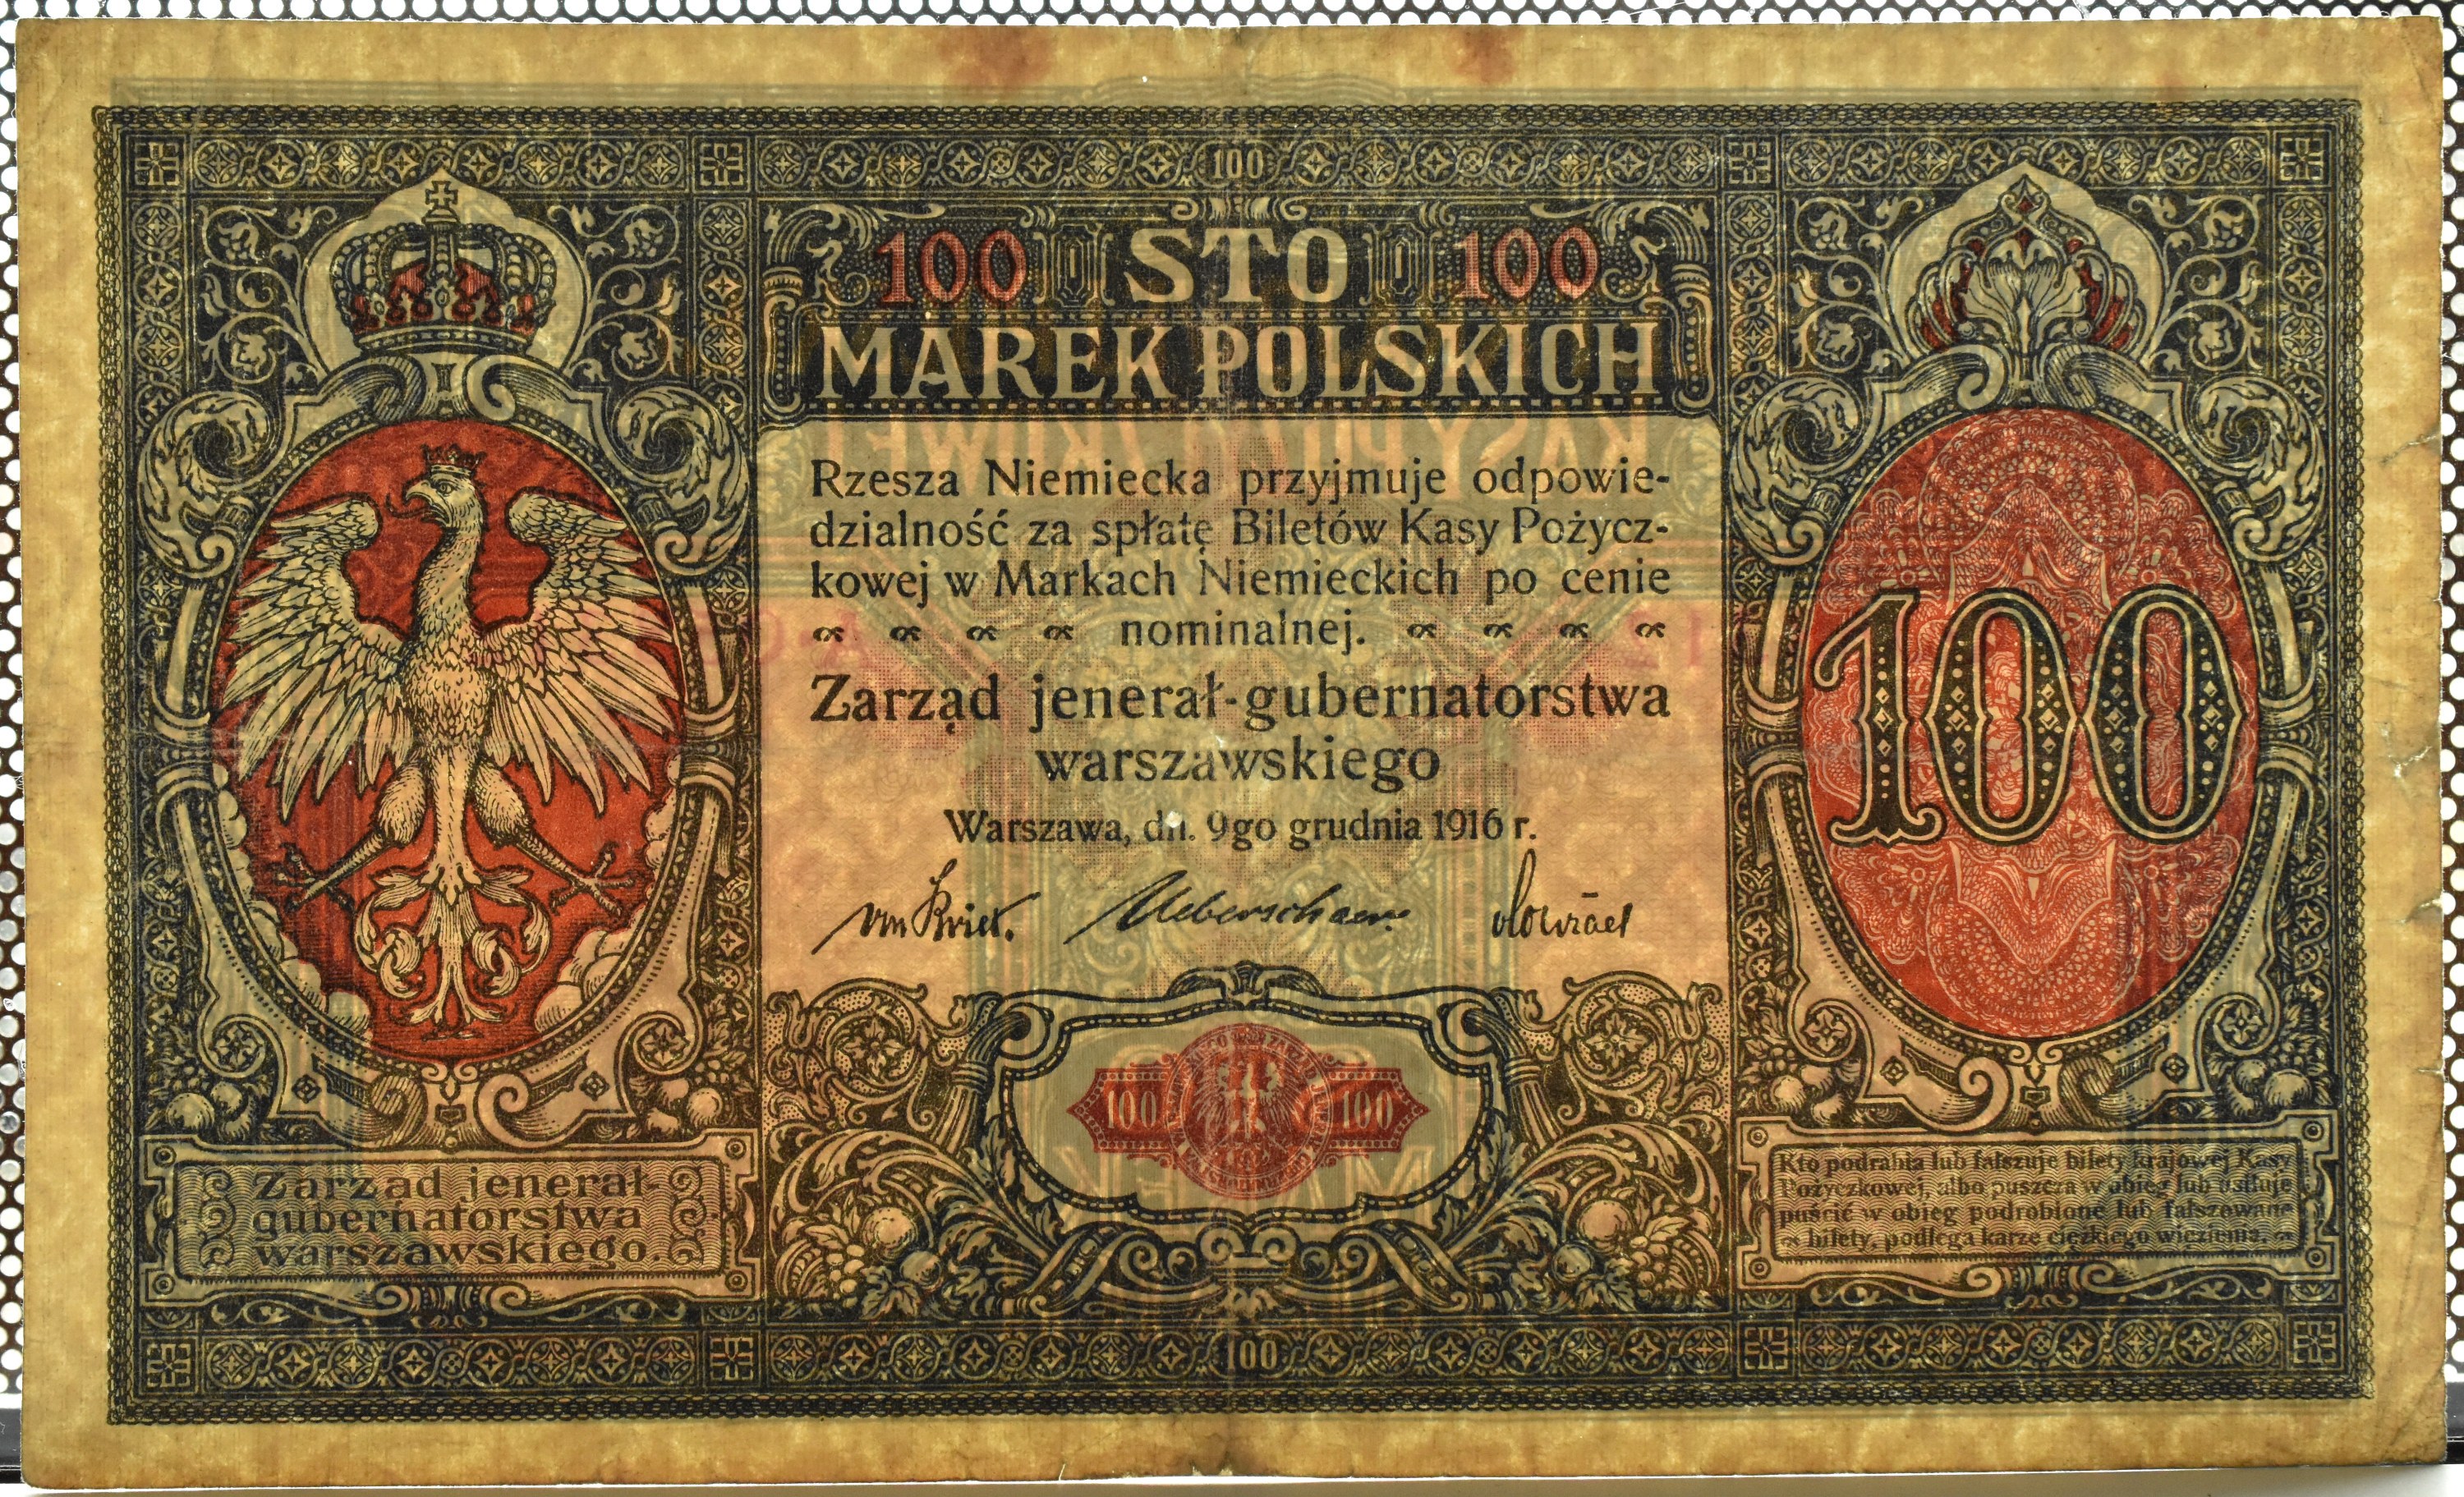 100
100 STO 100
MAREK POLSKICH
Rzesza Niemiecka przyjmuje odpowie-
dzialność za spłatę Biletów Kasy Pożycz-
kowej w Markach Niemieckich po cenie
nominalnej.
Zarząd jenerał-gubernatorstwa
warszawskiego
Warszawa, dn. 9go grudnia 1916 r.
100
100 100
Zarząd jenerał-
gubernatorstwa
warszawskiego.
Kto podrabia lub fałszuje bilety krajowej Kasy
Pożyczkowej, albo puszcza w obieg lub usiłuje
puścić w obieg podrobione lub fałszowane
bilety, podlega karze ciężkiego więzienia.
100